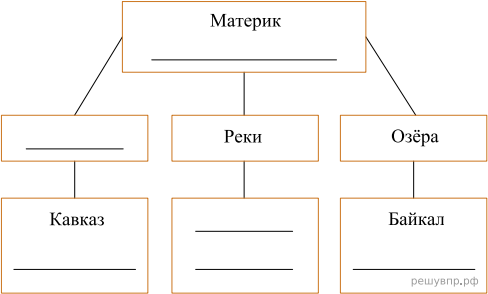 Материк
Реки
Озёра
Кавказ
Байкал
решувпр.рф